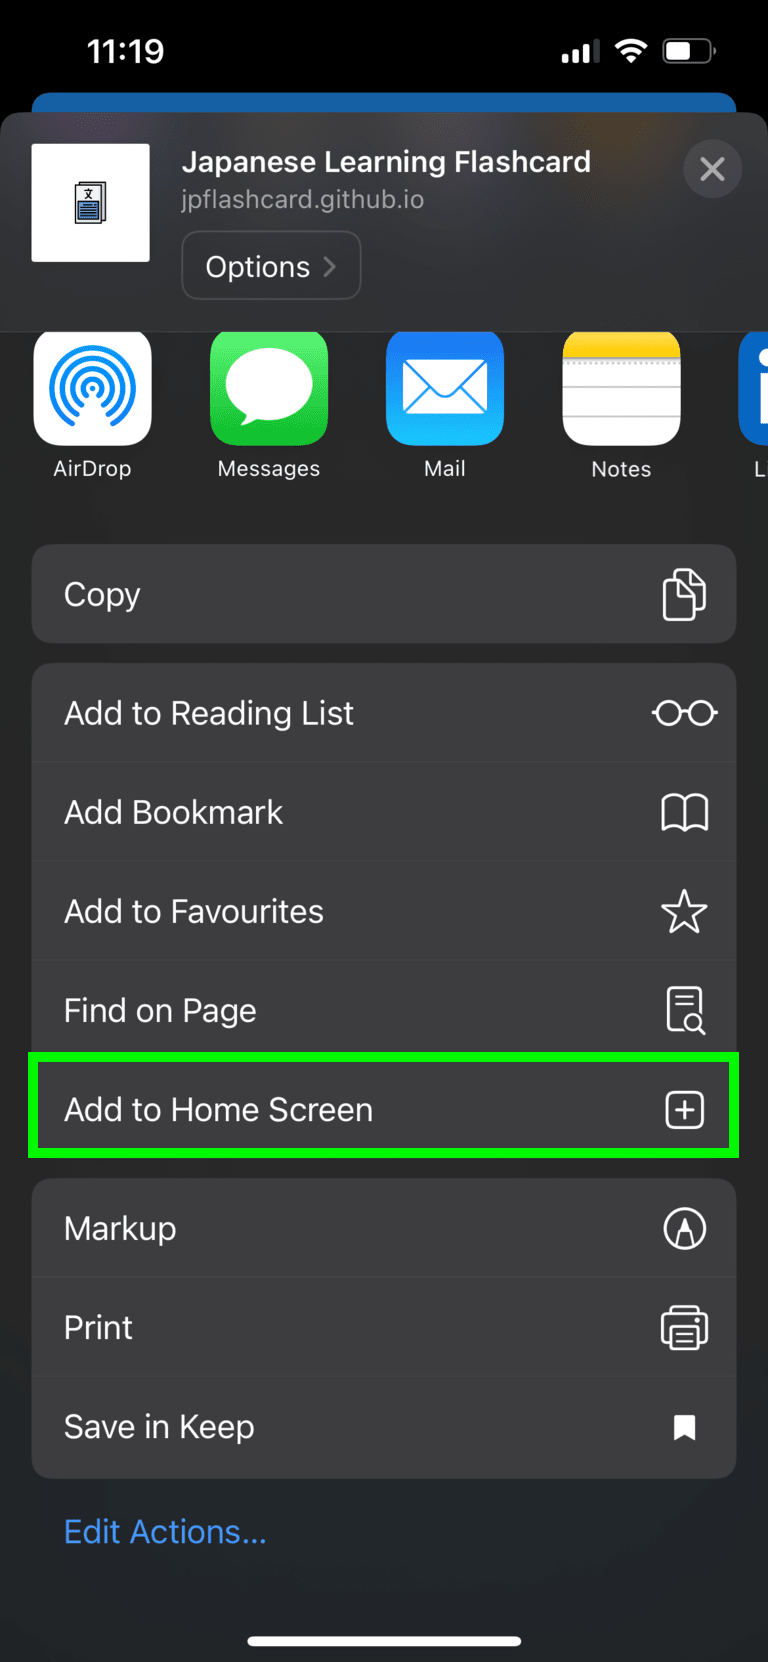 11:19
文
Japanese Learning Flashcard
jpflashcard.github.io
Options
AirDrop
Messages
Mail
Notes
Copy
Add to Reading List
Add Bookmark
Add to Favourites
Find on Page
Add to Home Screen
Markup
Print
Save in Keep
Edit Actions...